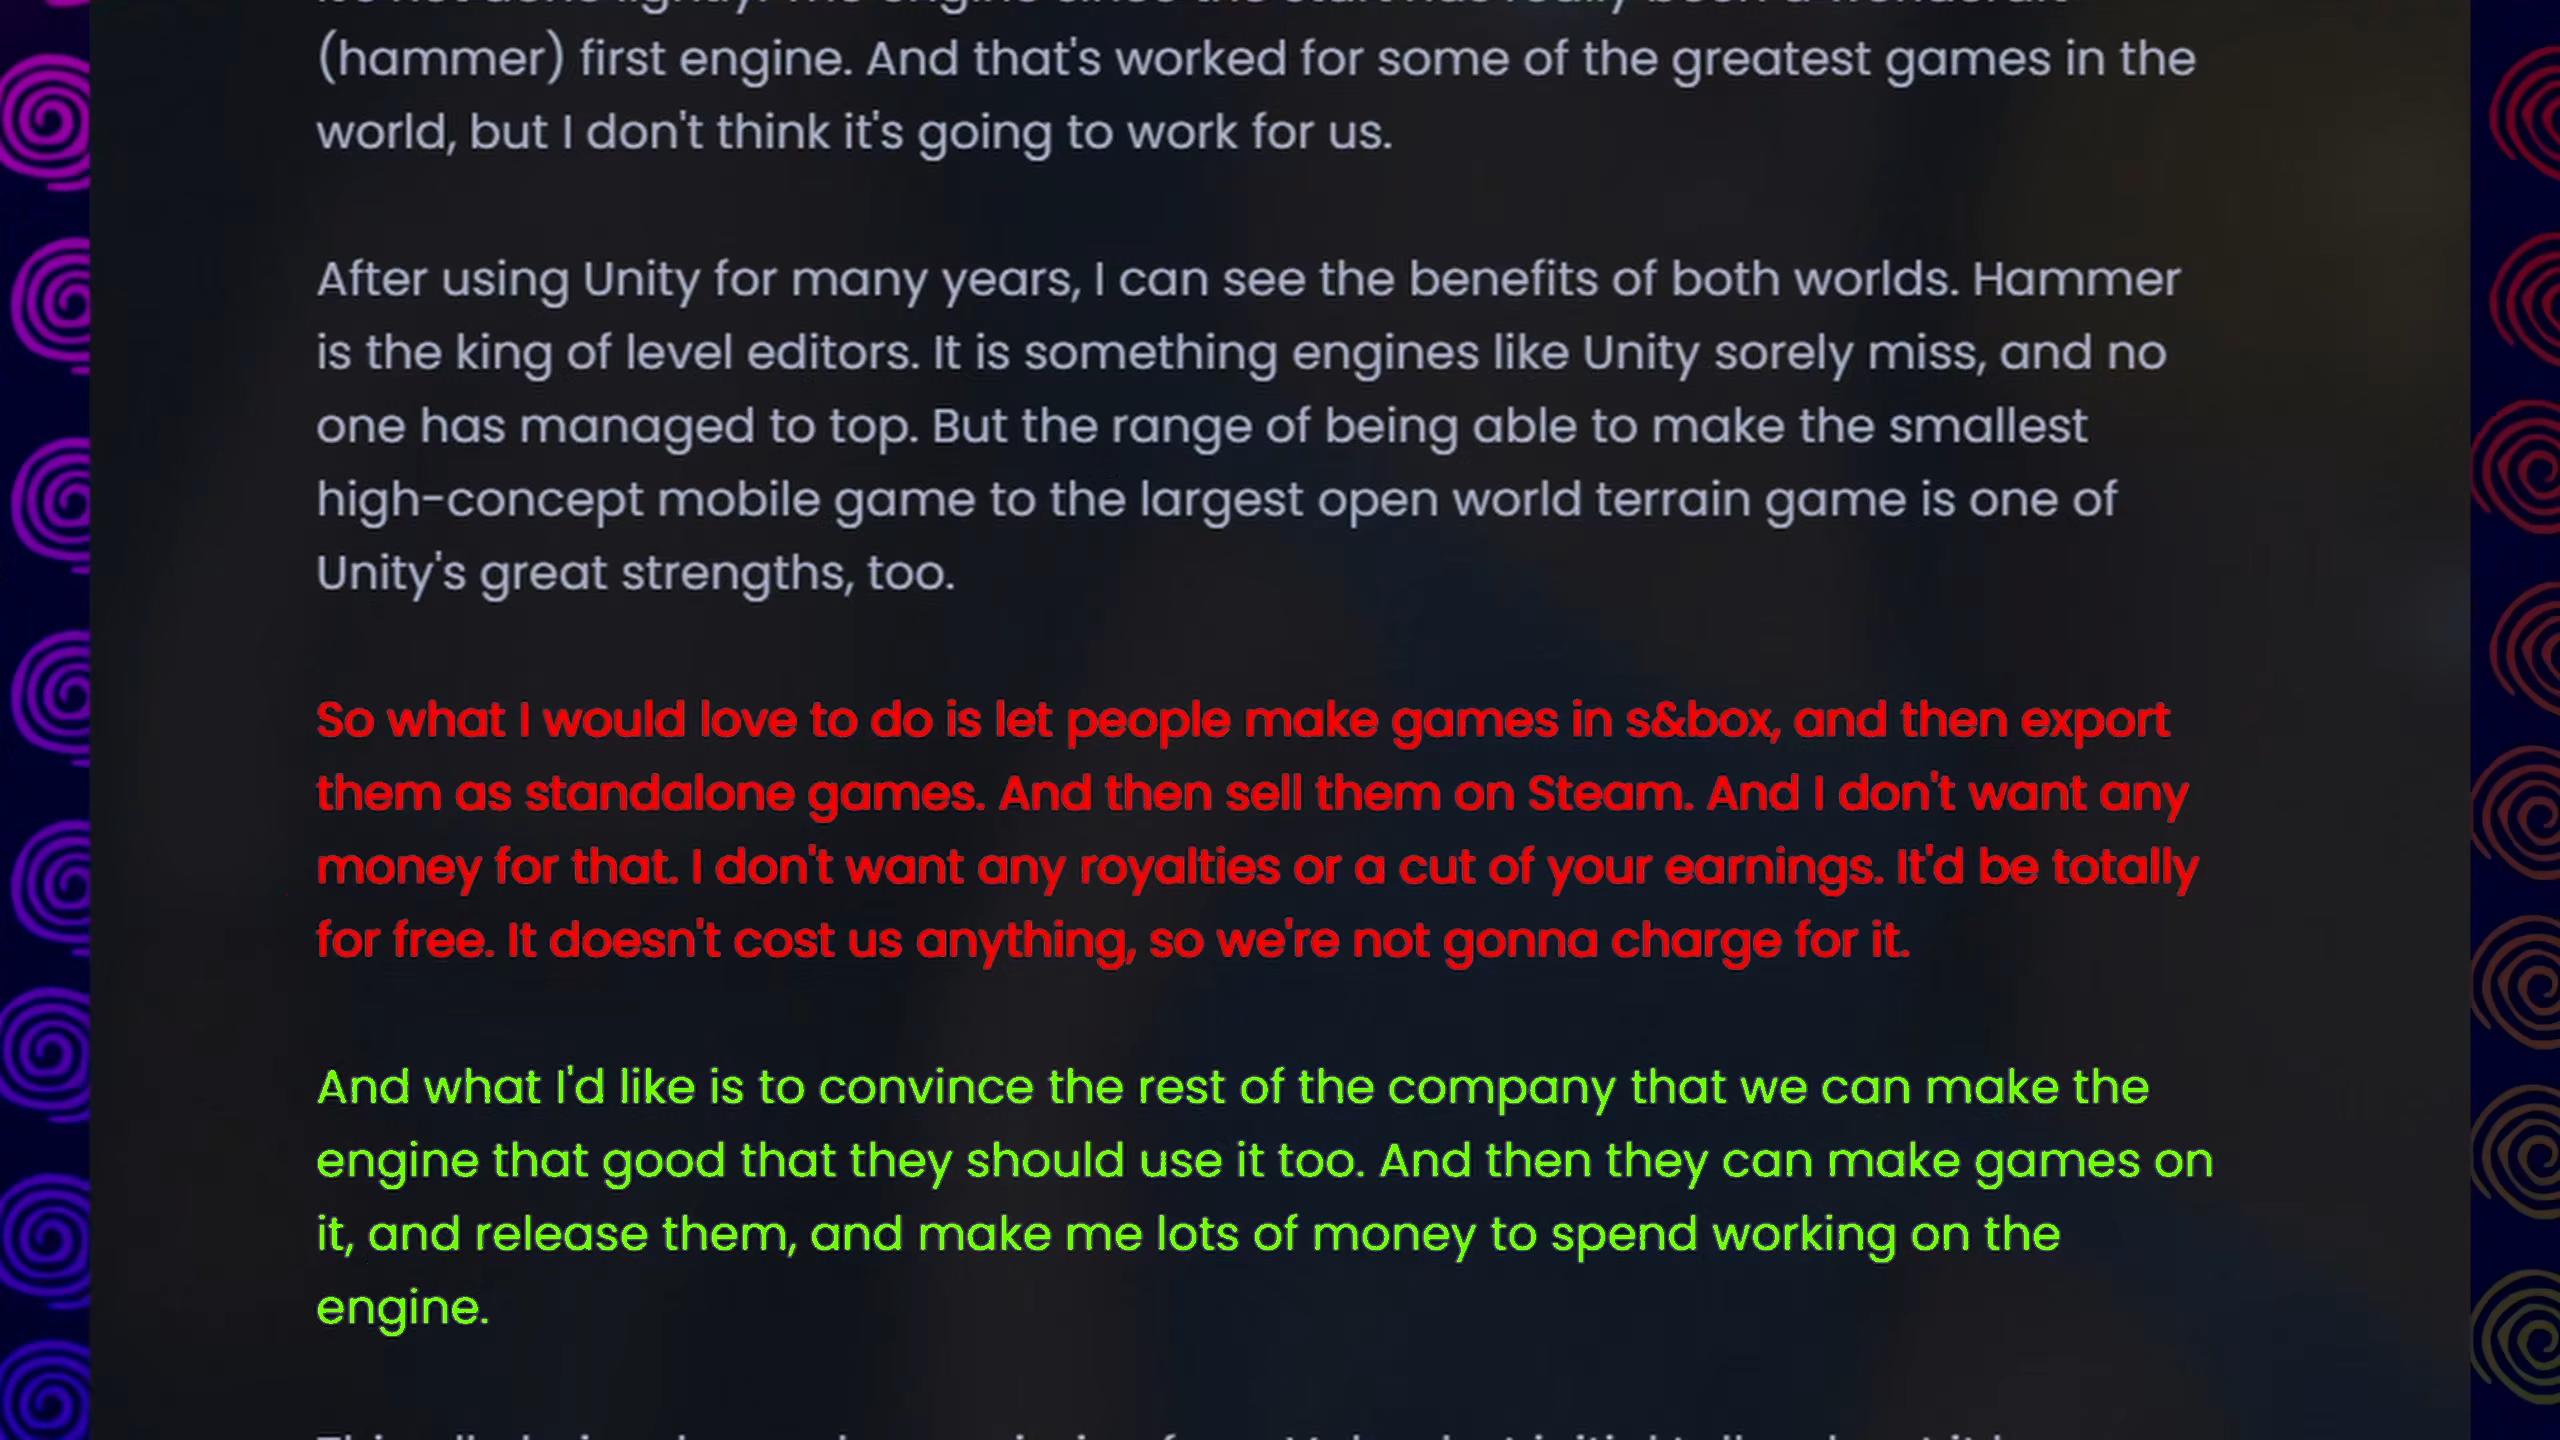 (hammer) first engine. And that's worked for some of the greatest games in the
world, but I don't think it's going to work for us.
After using Unity for many years, I can see the benefits of both worlds. Hammer
is the king of level editors. It is something engines like Unity sorely miss, and no
one has managed to top. But the range of being able to make the smallest
high-concept mobile game to the largest open world terrain game is one of
Unity's great strengths, too.
So what I would love to do is let people make games in s&box, and then export
them as standalone games. And then sell them on Steam. And I don't want any
money for that. I don't want any royalties or a cut of your earnings. It'd be totally
for free. It doesn't cost us anything, so we're not gonna charge for it.
And what I'd like is to convince the rest of the company that we can make the
engine that good that they should use it too. And then they can make games on
it, and release them, and make me lots of money to spend working on the
engine.